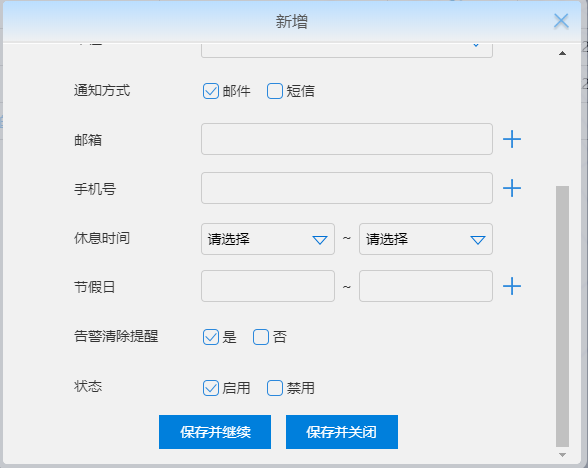 新增
通知方式 邮件 短信
邮箱
手机号
休息时间 请选择 ~ 请选择
节假日 ~
告警清除提醒 是 否
状态 启用 禁用
保存并继续 保存并关闭